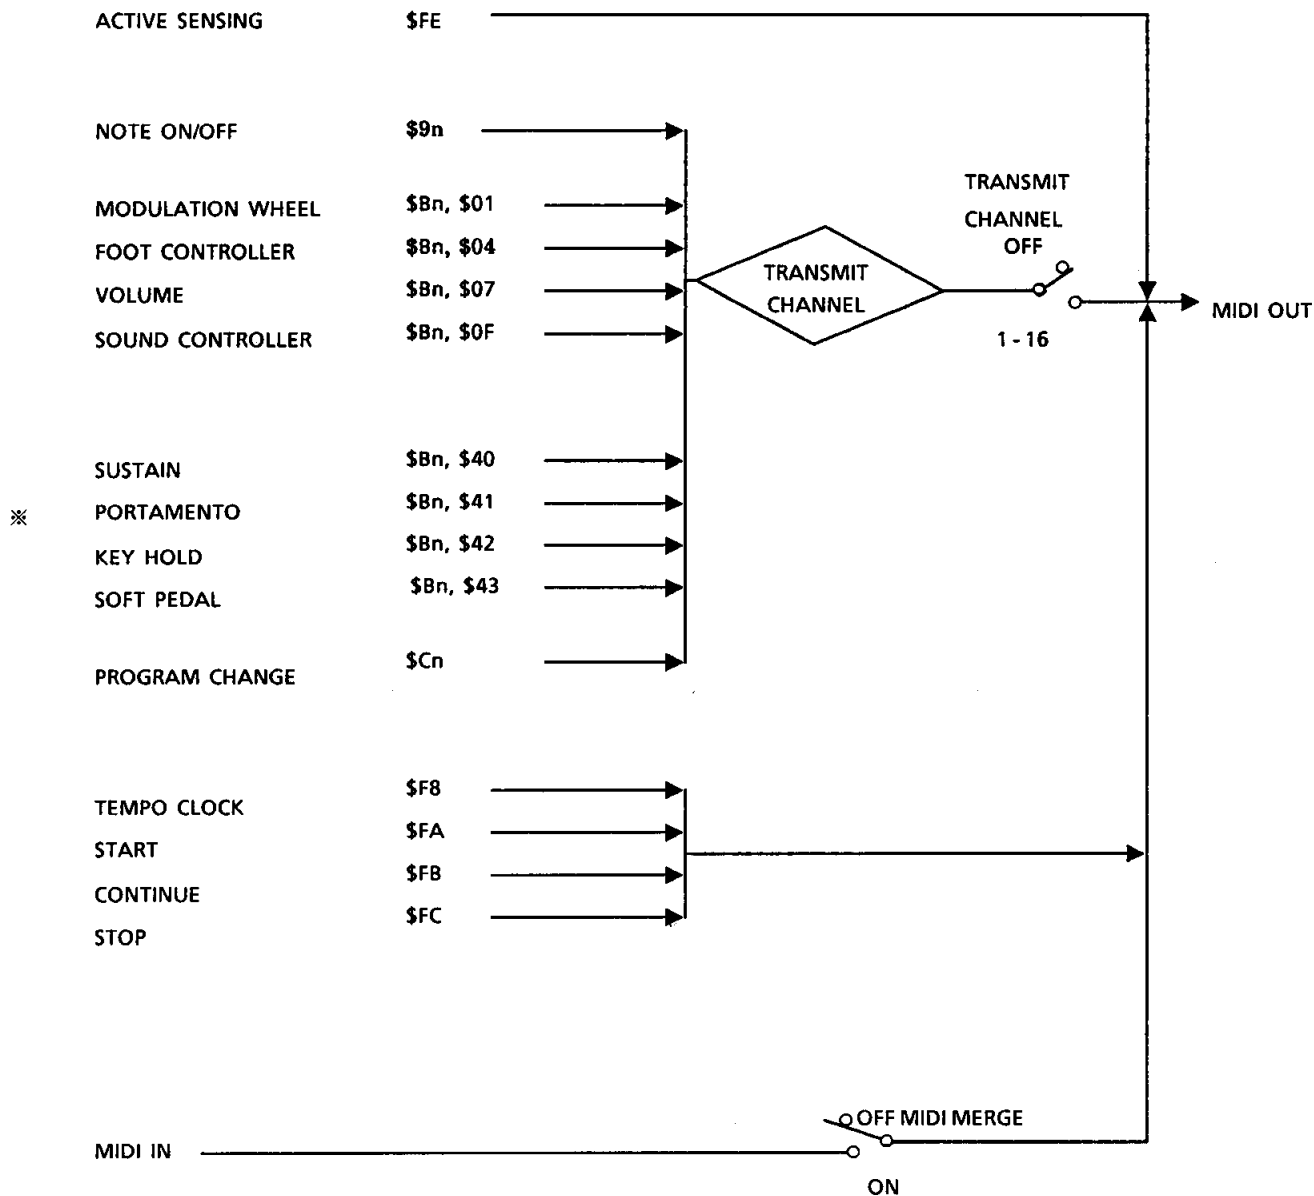 ACTIVE SENSING $FE
NOTE ON/OFF $9n
MODULATION WHEEL $Bn, $01
FOOT CONTROLLER $Bn, $04
VOLUME $Bn, $07
SOUND CONTROLLER $Bn, $0F
TRANSMIT
CHANNEL
TRANSMIT
CHANNEL
OFF
1 - 16
MIDI OUT
SUSTAIN $Bn, $40
※ PORTAMENTO $Bn, $41
KEY HOLD $Bn, $42
SOFT PEDAL $Bn, $43
PROGRAM CHANGE $Cn
TEMPO CLOCK $F8
START $FA
CONTINUE $FB
STOP $FC
OFF MIDI MERGE
MIDI IN
ON